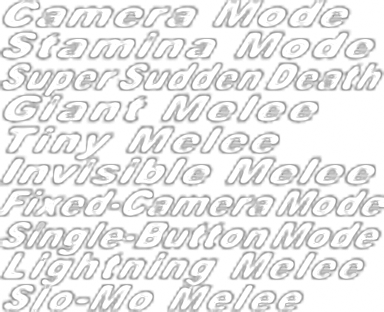 Camera Mode
Stamina Mode
Super Sudden Death
Giant Melee
Tiny Melee
Invisible Melee
Fixed-Camera Mode
Single-Button Mode
Lightning Melee
Slo-Mo Melee